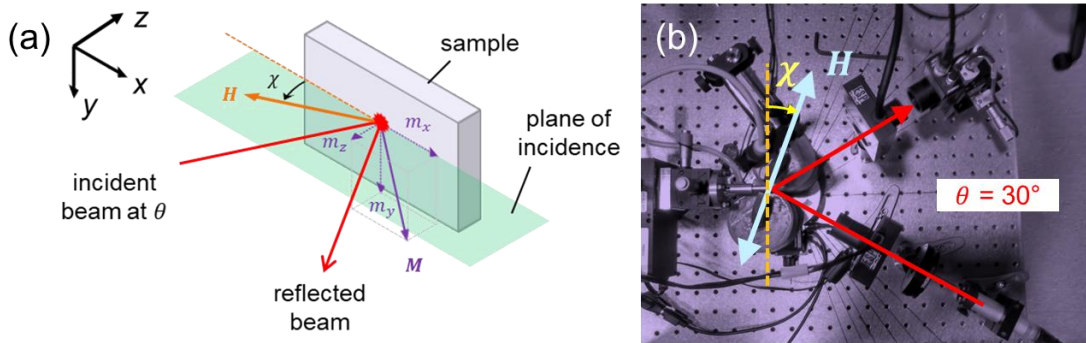 (a)
z
x
y
sample
χ
H
m_x
m_z
m_y
M
plane of
incidence
incident
beam at θ
reflected
beam
(b)
χ
H
θ = 30°